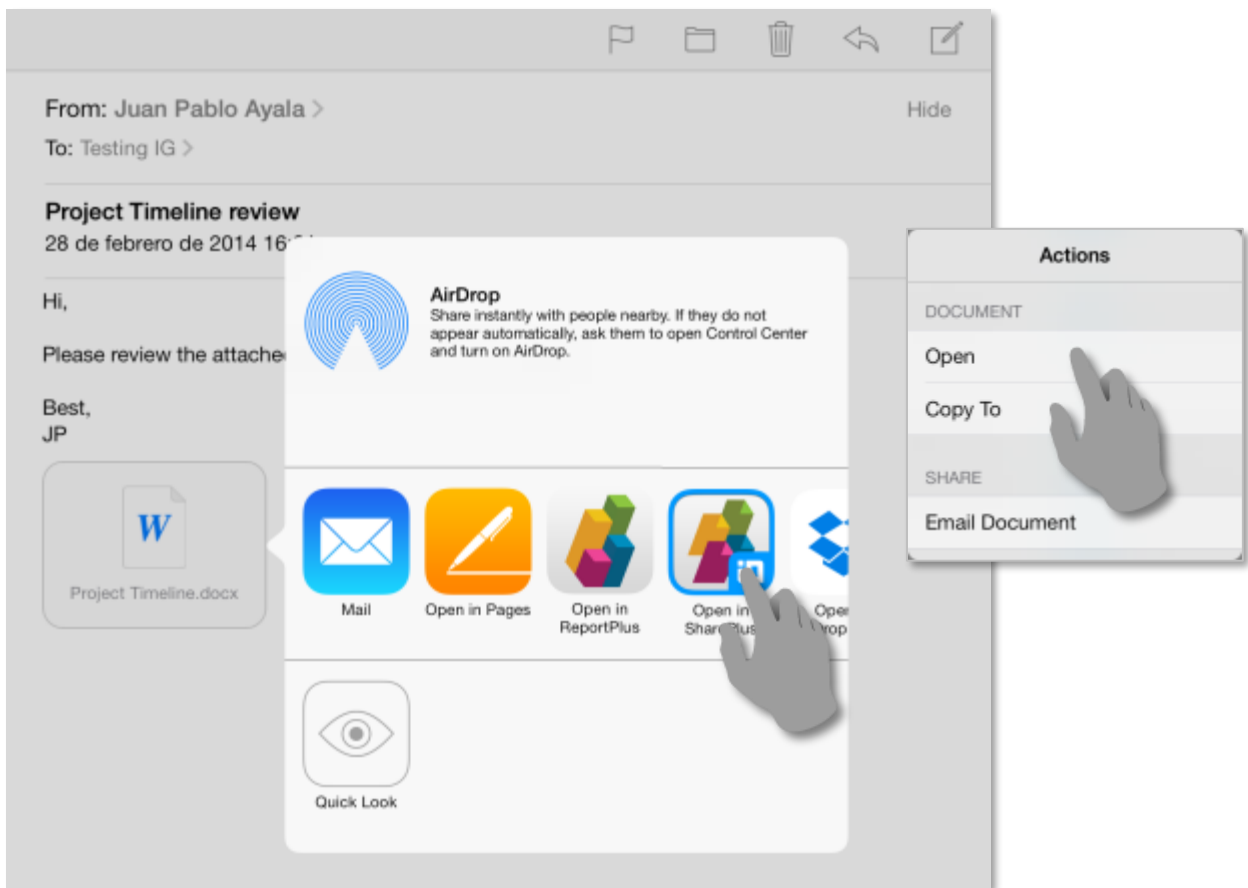 From: Juan Pablo Ayala >
Hide
To: Testing IG >
Project Timeline review
28 de febrero de 2014 16:
Hi,
Please review the attache
Best,
JP
W
Project Timeline.docx
AirDrop
Share instantly with people nearby. If they do not
appear automatically, ask them to open Control Center
and turn on AirDrop.
Mail
Open in Pages
Open in
ReportPlus
Open in
SharePlus
Open
Quick Look
Actions
DOCUMENT
Open
Copy To
SHARE
Email Document